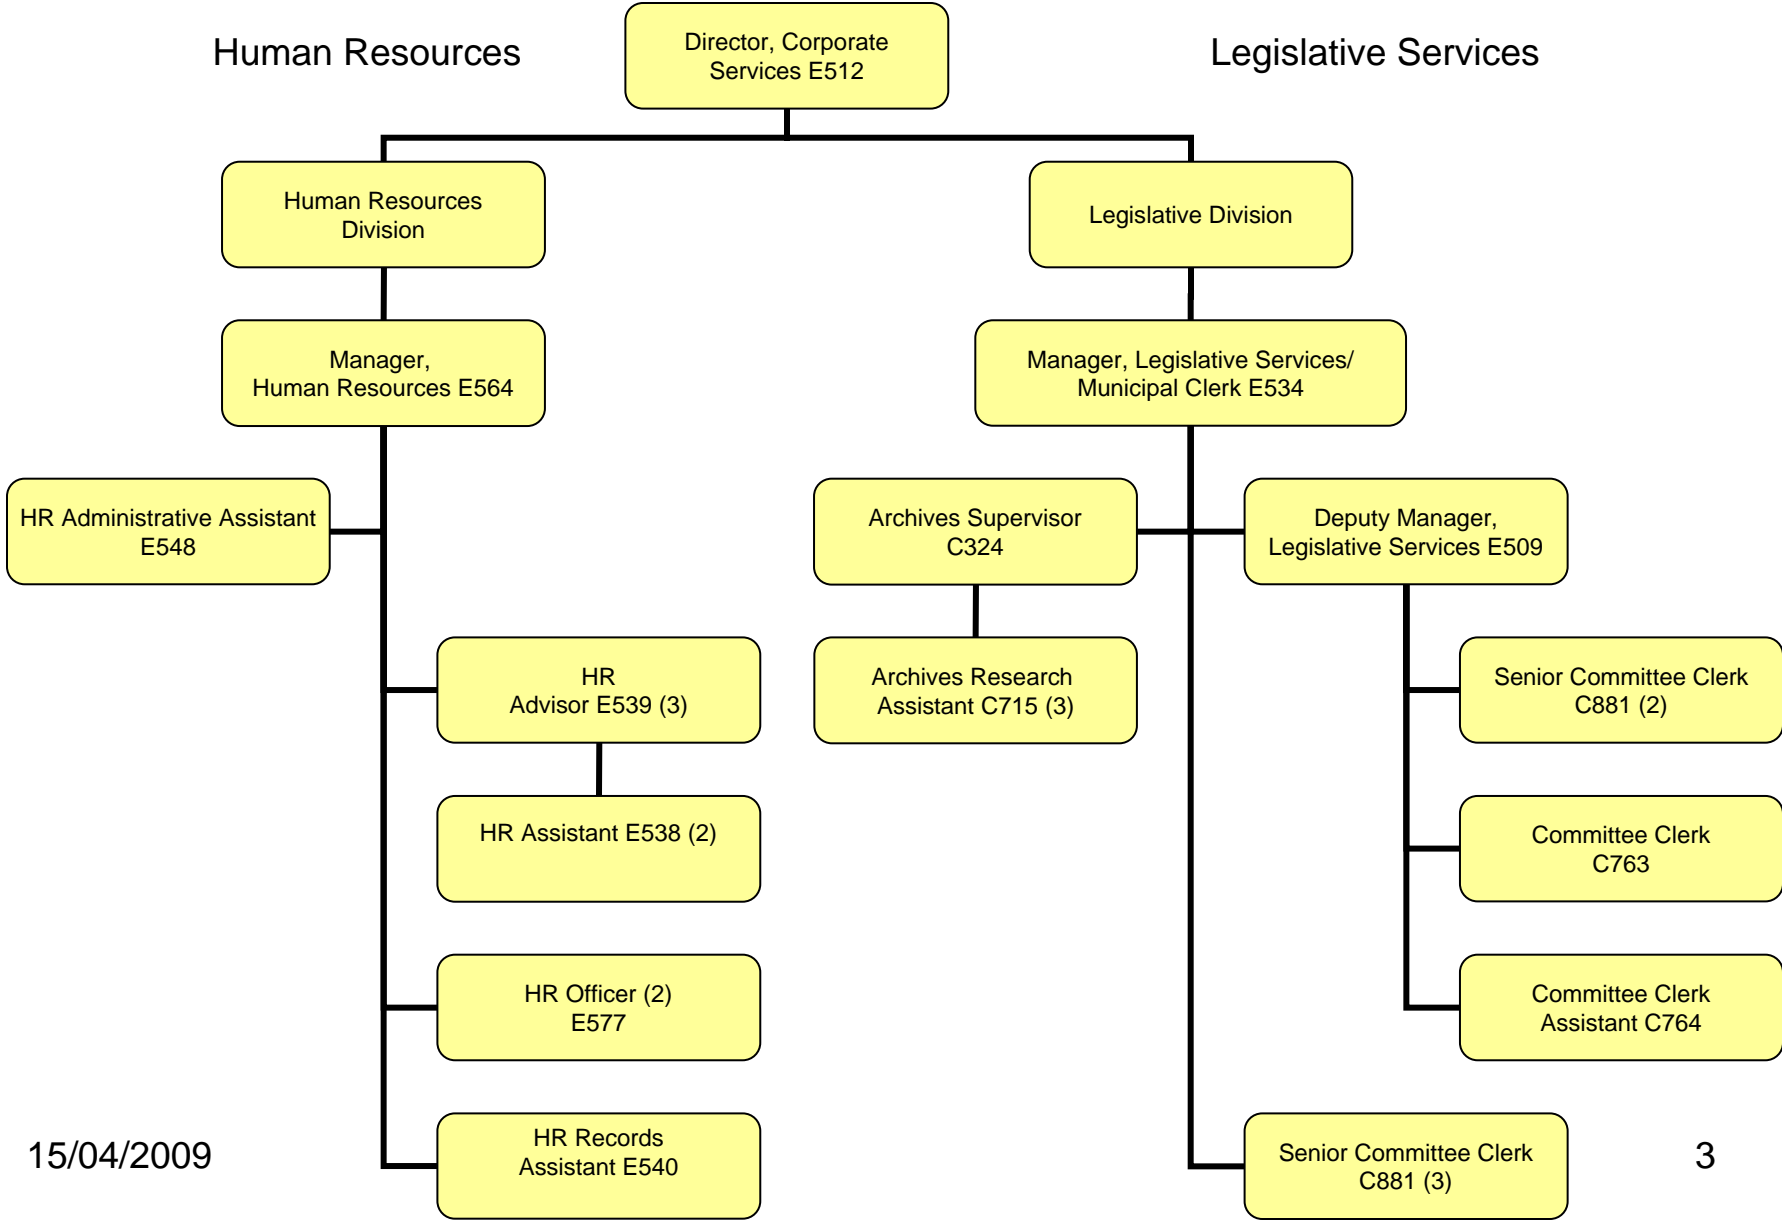 Human Resources
Director, Corporate
Services E512
Legislative Services
Human Resources
Division
Legislative Division
Manager,
Human Resources E564
Manager, Legislative Services/
Municipal Clerk E534
HR Administrative Assistant
E548
Archives Supervisor
C324
Deputy Manager,
Legislative Services E509
HR
Advisor E539 (3)
Archives Research
Assistant C715 (3)
Senior Committee Clerk
C881 (2)
HR Assistant E538 (2)
Committee Clerk
C763
HR Officer (2)
E577
Committee Clerk
Assistant C764
15/04/2009
HR Records
Assistant E540
Senior Committee Clerk
C881 (3)
3